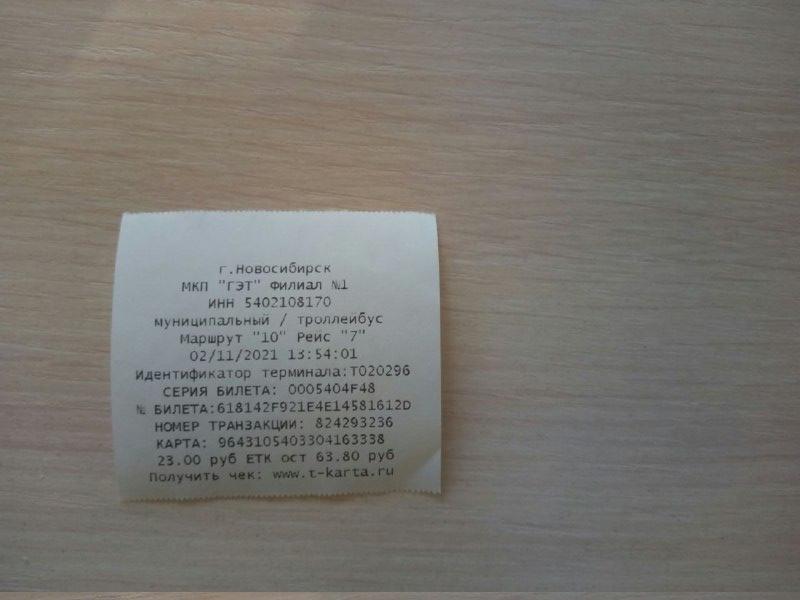 г.Новосибирск
МКП "ГЭТ" Филиал №1
ИНН 5402108170
муниципальный / троллейбус
Маршрут "10" Рейс "7"
02/11/2021 13:54:01
Идентификатор терминала:T020296
СЕРИЯ БИЛЕТА: 0005404F48
№ БИЛЕТА:618142F921E4E14581612D
НОМЕР ТРАНЗАКЦИИ: 824293236
КАРТА: 9643105403304163338
23.00 руб ЕТК ост 63.80 руб
Получить чек: www.t-karta.ru